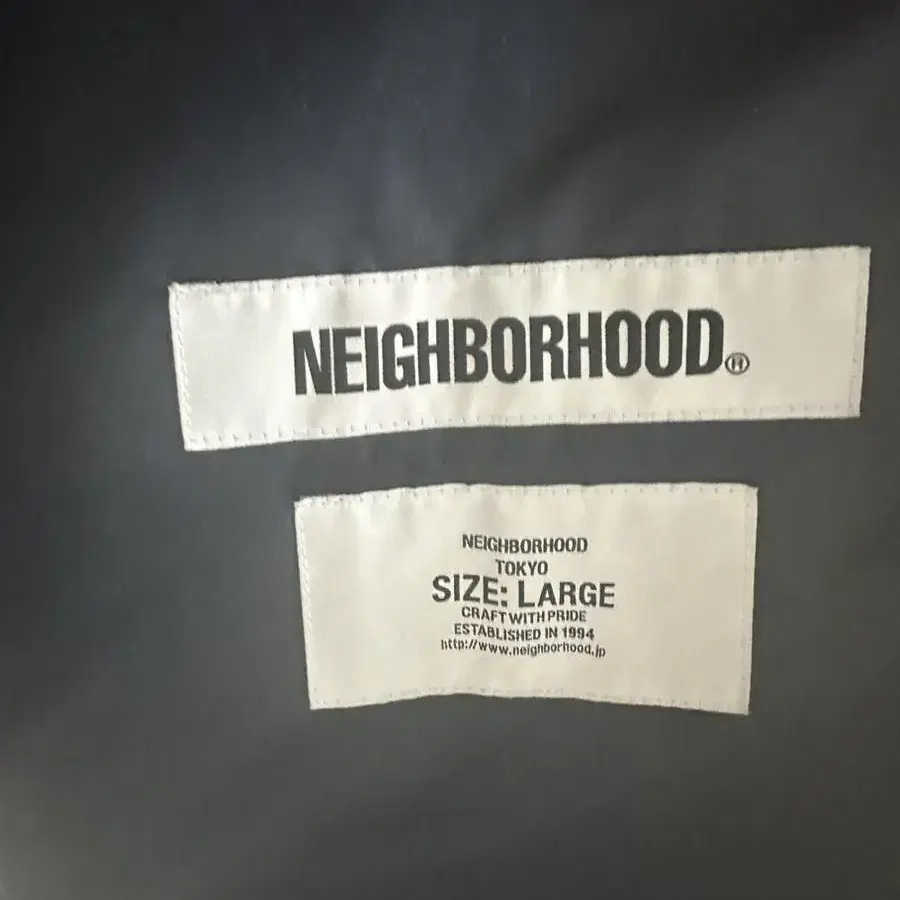 NEIGHBORHOOD®
NEIGHBORHOOD
TOKYO
SIZE: LARGE
CRAFT WITH PRIDE
ESTABLISHED IN 1994
http://www.neighborhood.jp